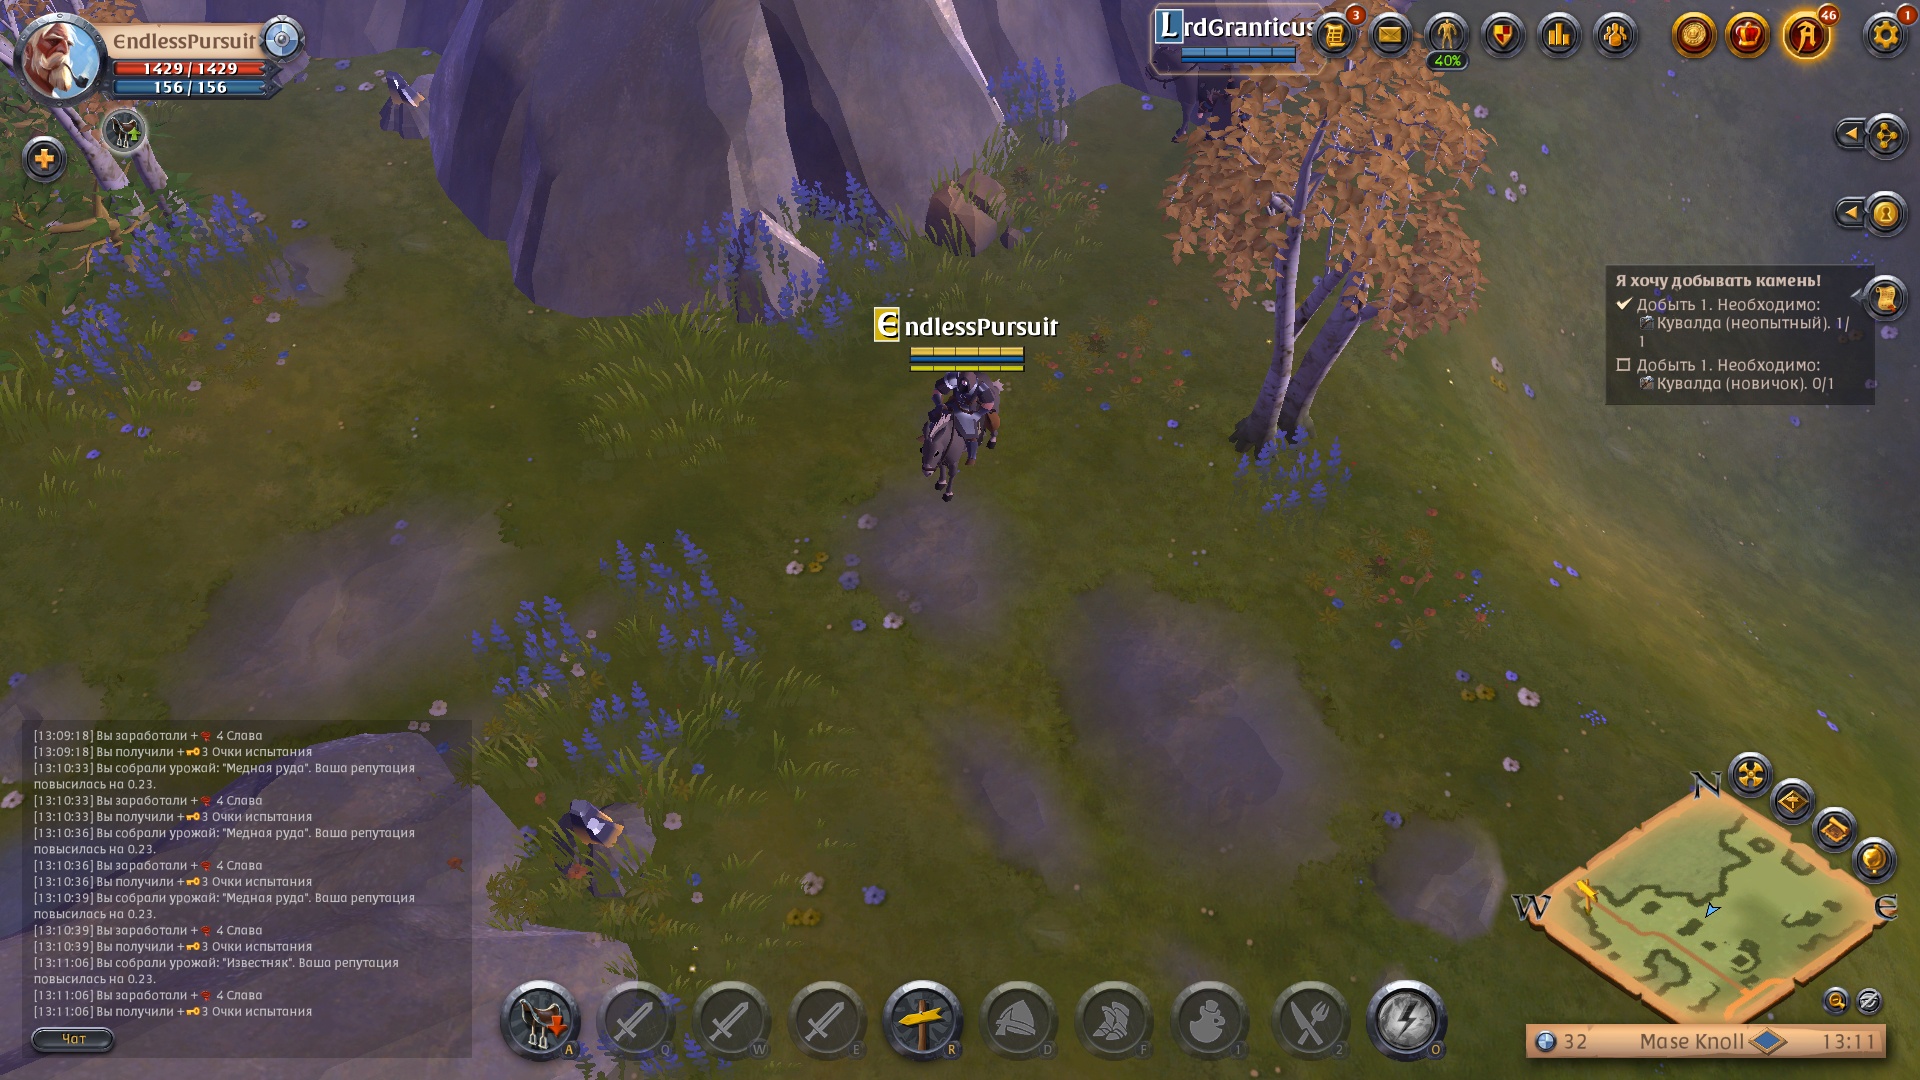 EndlessPursuit
1429 / 1429
156 / 156
LrdGranticus
3
40%
46
1
Я хочу добывать камень!
Добыть 1. Необходимо:
Кувалда (неопытный). 1/
1
Добыть 1. Необходимо:
Кувалда (новичок). 0/1
EndlessPursuit
[13:09:18] Вы заработали + 4 Слава
[13:09:18] Вы получили + 3 Очки испытания
[13:10:33] Вы собрали урожай: "Медная руда". Ваша репутация
повысилась на 0.23.
[13:10:33] Вы заработали + 4 Слава
[13:10:33] Вы получили + 3 Очки испытания
[13:10:36] Вы собрали урожай: "Медная руда". Ваша репутация
повысилась на 0.23.
[13:10:36] Вы заработали + 4 Слава
[13:10:36] Вы получили + 3 Очки испытания
[13:10:39] Вы собрали урожай: "Медная руда". Ваша репутация
повысилась на 0.23.
[13:10:39] Вы заработали + 4 Слава
[13:10:39] Вы получили + 3 Очки испытания
[13:11:06] Вы собрали урожай: "Известняк". Ваша репутация
повысилась на 0.23.
[13:11:06] Вы заработали + 4 Слава
[13:11:06] Вы получили + 3 Очки испытания
Чат
A Q W E R D F 1 2 O
N
W E
32 Mase Knoll 13:11